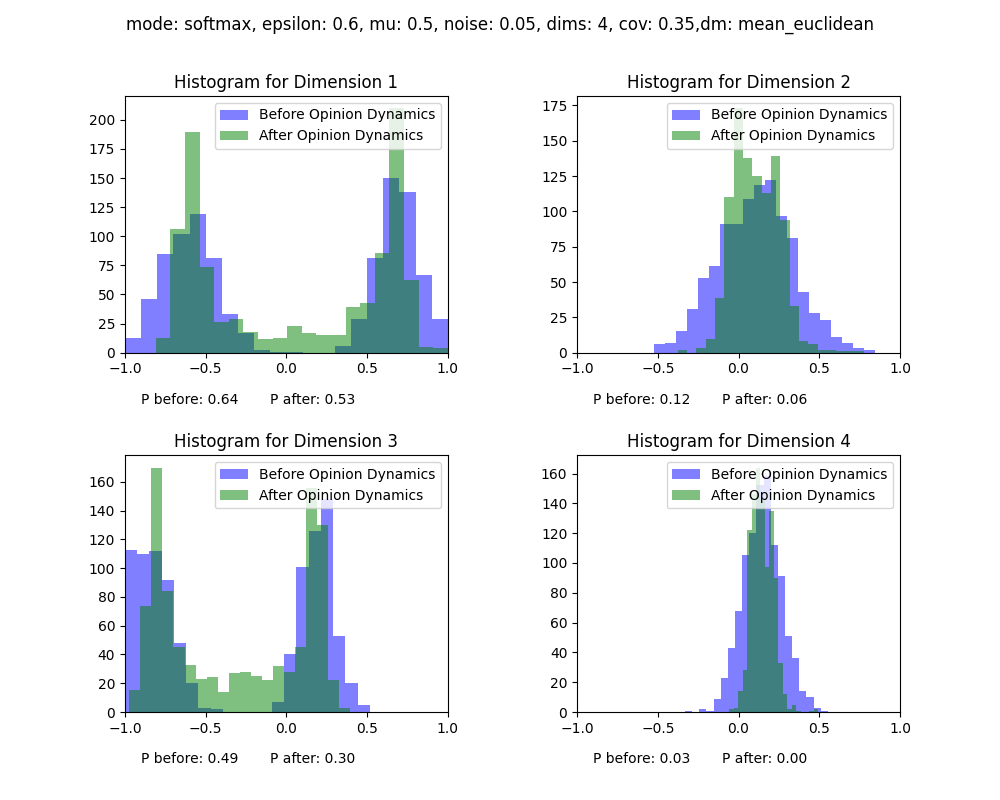 mode: softmax, epsilon: 0.6, mu: 0.5, noise: 0.05, dims: 4, cov: 0.35,dm: mean_euclidean
Histogram for Dimension 1
Before Opinion Dynamics
After Opinion Dynamics
200
175
150
125
100
75
50
25
0
−1.0 −0.5 0.0 0.5 1.0
P before: 0.64 P after: 0.53
Histogram for Dimension 2
Before Opinion Dynamics
After Opinion Dynamics
175
150
125
100
75
50
25
0
−1.0 −0.5 0.0 0.5 1.0
P before: 0.12 P after: 0.06
Histogram for Dimension 3
Before Opinion Dynamics
After Opinion Dynamics
160
140
120
100
80
60
40
20
0
−1.0 −0.5 0.0 0.5 1.0
P before: 0.49 P after: 0.30
Histogram for Dimension 4
Before Opinion Dynamics
After Opinion Dynamics
160
140
120
100
80
60
40
20
0
−1.0 −0.5 0.0 0.5 1.0
P before: 0.03 P after: 0.00